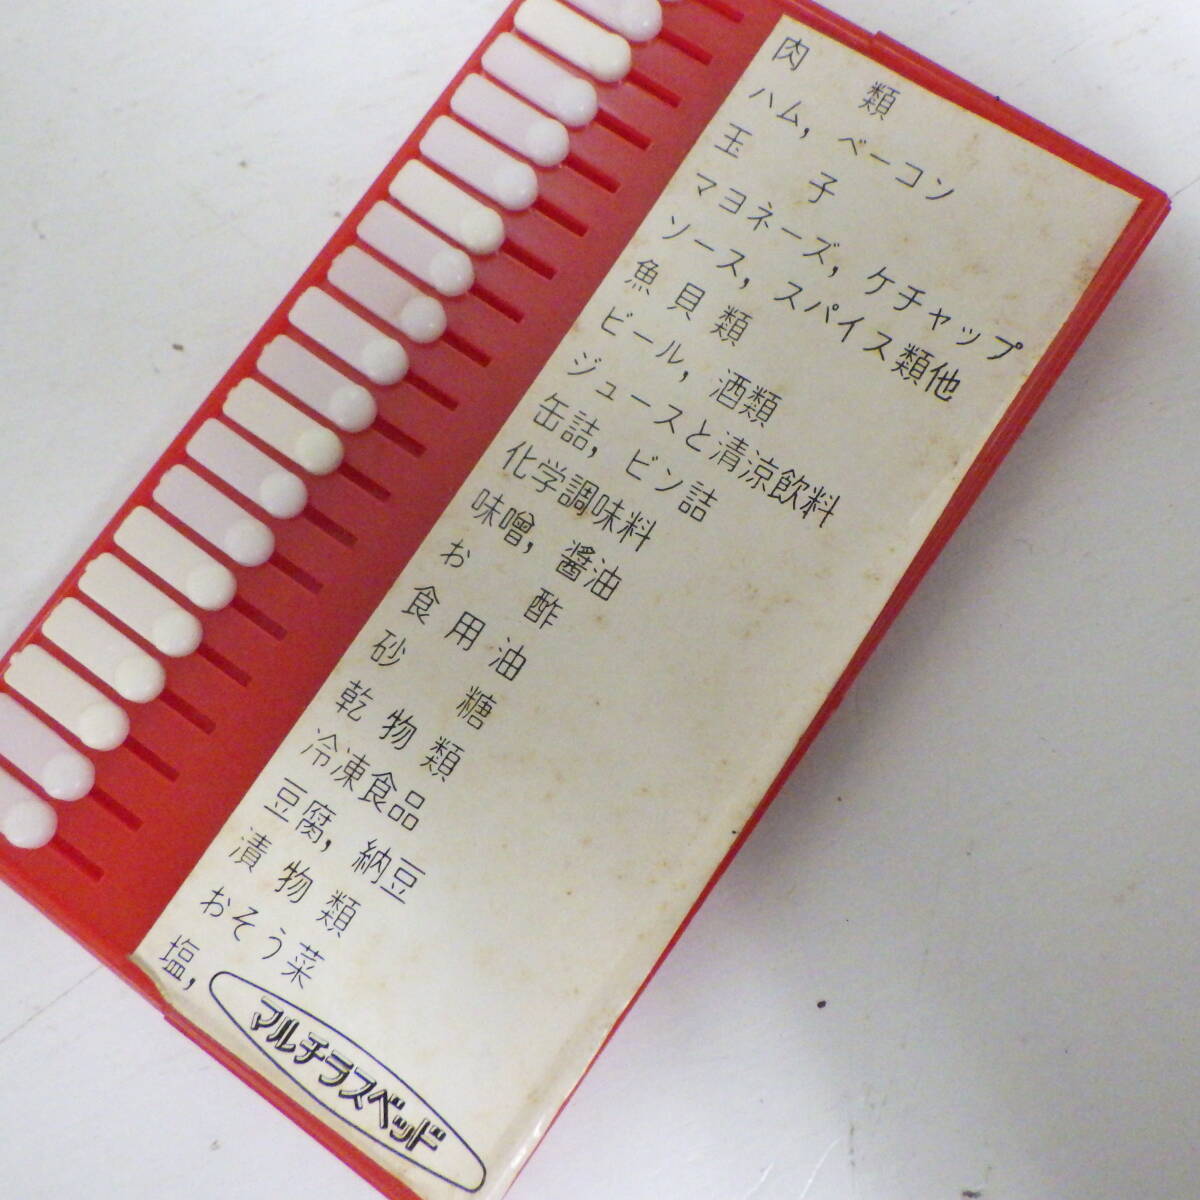 肉類
ハム, ベーコン
玉子
マヨネーズ, ケチャップ
ソース, スパイス類他
魚貝類
ビール, 酒類
ジュースと清涼飲料
缶詰, ビン詰
化学調味料
味噌, 醬油
お酢
食用油
砂糖
乾物類
冷凍食品
豆腐, 納豆
漬物類
おそう菜
塩,
マルチラスベッド